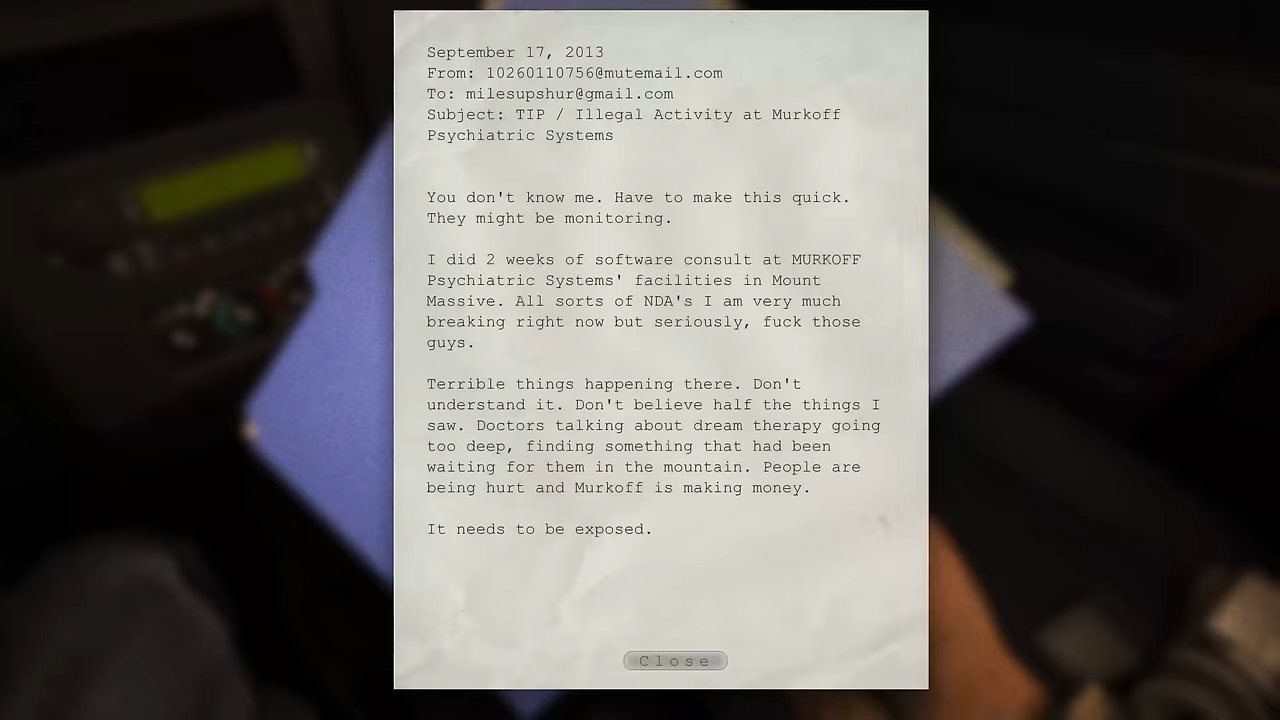 September 17, 2013
From: 10260110756@mutemail.com
To: milesupshur@gmail.com
Subject: TIP / Illegal Activity at Murkoff
Psychiatric Systems
You don't know me. Have to make this quick.
They might be monitoring.
I did 2 weeks of software consult at MURKOFF
Psychiatric Systems' facilities in Mount
Massive. All sorts of NDA's I am very much
breaking right now but seriously, fuck those
guys.
Terrible things happening there. Don't
understand it. Don't believe half the things I
saw. Doctors talking about dream therapy going
too deep, finding something that had been
waiting for them in the mountain. People are
being hurt and Murkoff is making money.
It needs to be exposed.
Close